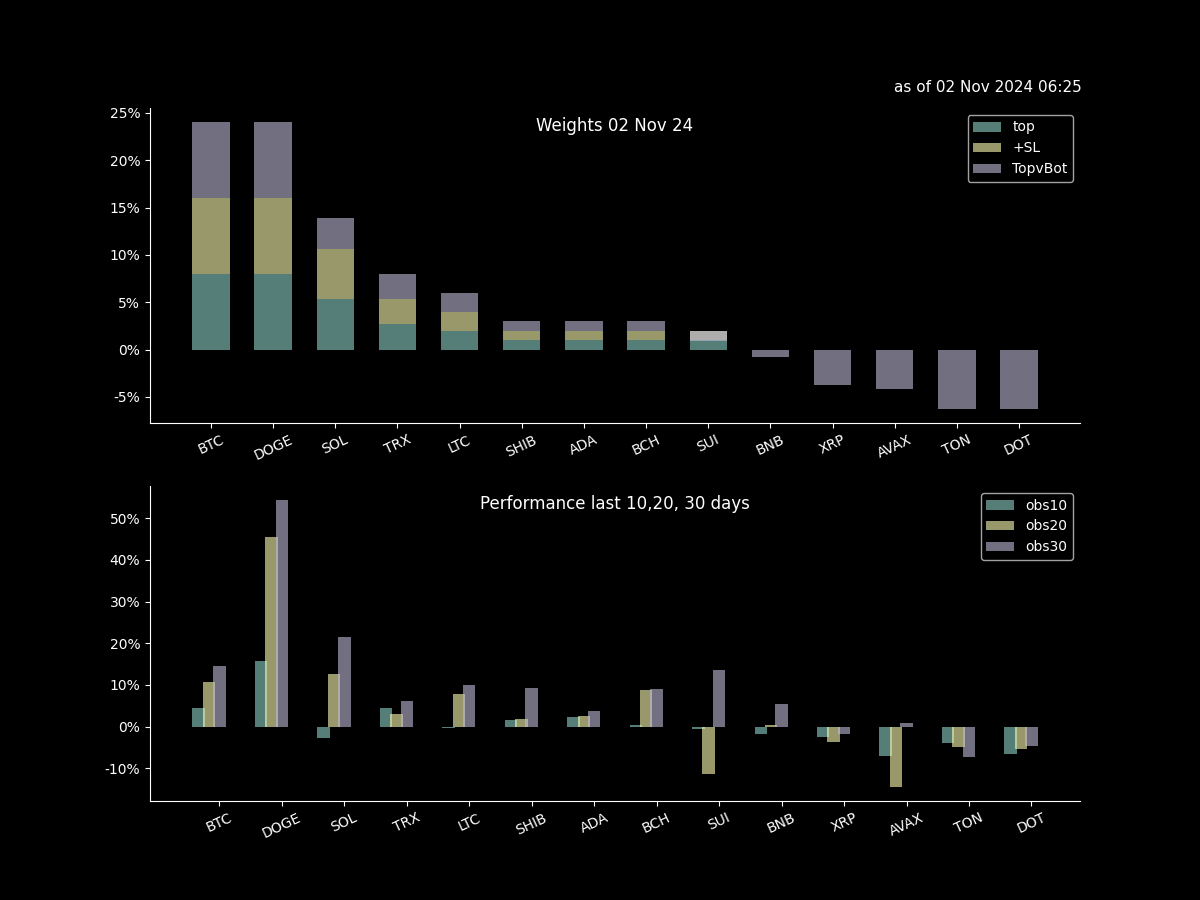 as of 02 Nov 2024 06:25
Weights 02 Nov 24
top
+SL
TopvBot
25%
20%
15%
10%
5%
0%
-5%
BTC DOGE SOL TRX LTC SHIB ADA BCH SUI BNB XRP AVAX TON DOT
Performance last 10,20, 30 days
obs10
obs20
obs30
50%
40%
30%
20%
10%
0%
-10%
BTC DOGE SOL TRX LTC SHIB ADA BCH SUI BNB XRP AVAX TON DOT